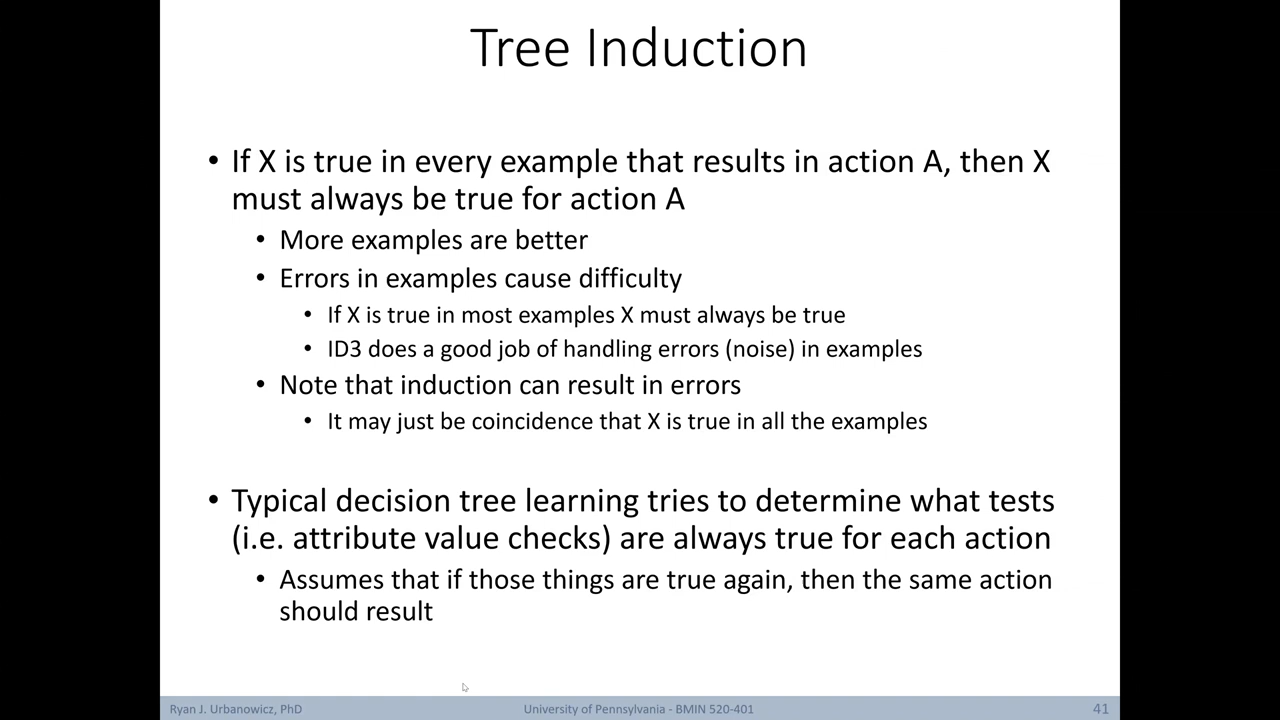 Tree Induction
• If X is true in every example that results in action A, then X
must always be true for action A
• More examples are better
• Errors in examples cause difficulty
• If X is true in most examples X must always be true
• ID3 does a good job of handling errors (noise) in examples
• Note that induction can result in errors
• It may just be coincidence that X is true in all the examples
• Typical decision tree learning tries to determine what tests
(i.e. attribute value checks) are always true for each action
• Assumes that if those things are true again, then the same action
should result
Ryan J. Urbanowicz, PhD
University of Pennsylvania - BMIN 520-401
41